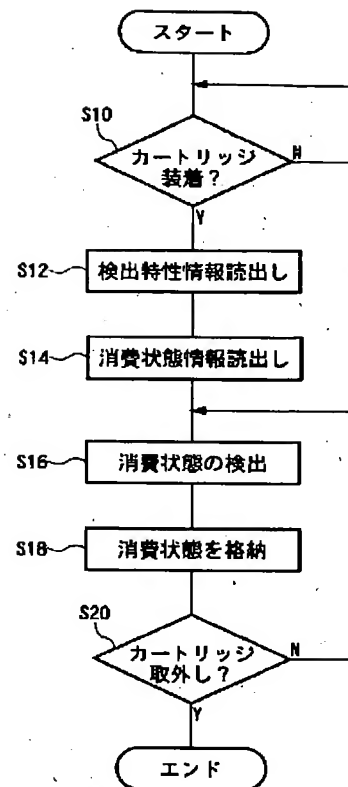 スタート
S10
カートリッジ
装着?
N
Y
S12
検出特性情報読出し
S14
消費状態情報読出し
S16
消費状態の検出
S18
消費状態を格納
S20
カートリッジ
取外し?
N
Y
エンド